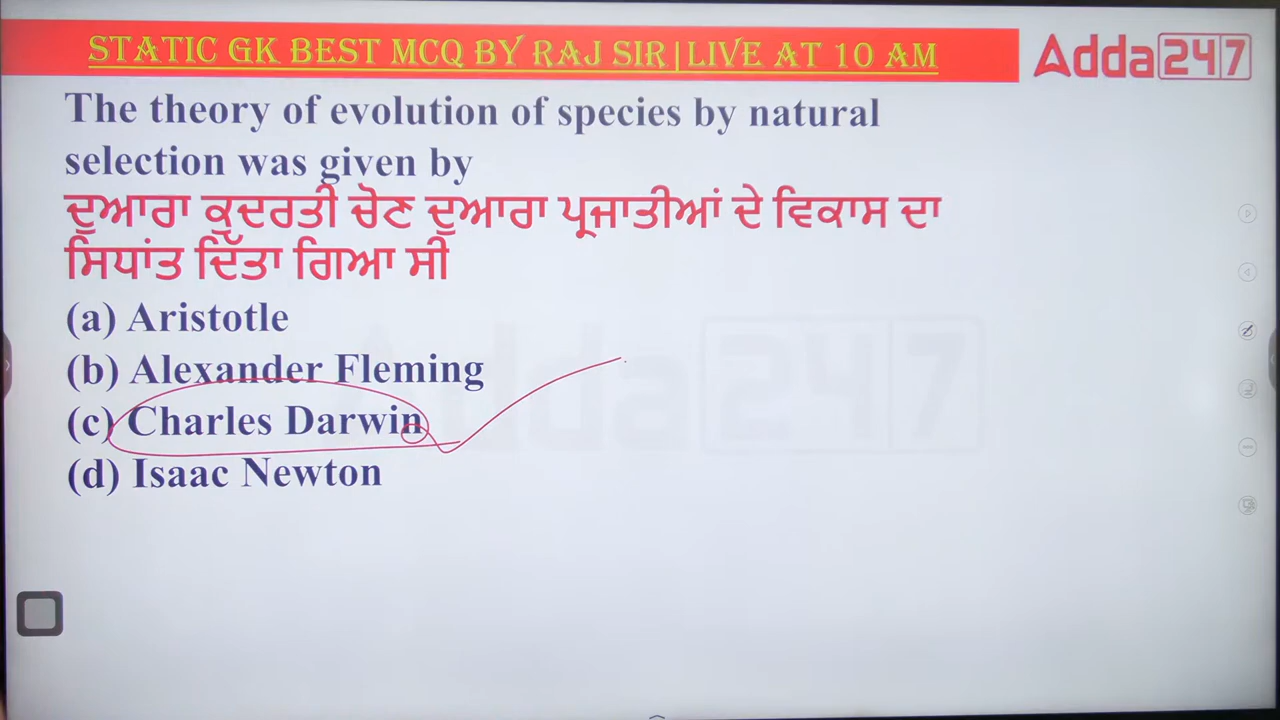 STATIC GK BEST MCQ BY RAJ SIR|LIVE AT 10 AM
Adda247
The theory of evolution of species by natural
selection was given by
ਦੁਆਰਾ ਕੁਦਰਤੀ ਚੋਣ ਦੁਆਰਾ ਪ੍ਰਜਾਤੀਆਂ ਦੇ ਵਿਕਾਸ ਦਾ
ਸਿਧਾਂਤ ਦਿੱਤਾ ਗਿਆ ਸੀ
(a) Aristotle
(b) Alexander Fleming
(c) Charles Darwin
(d) Isaac Newton
Adda247